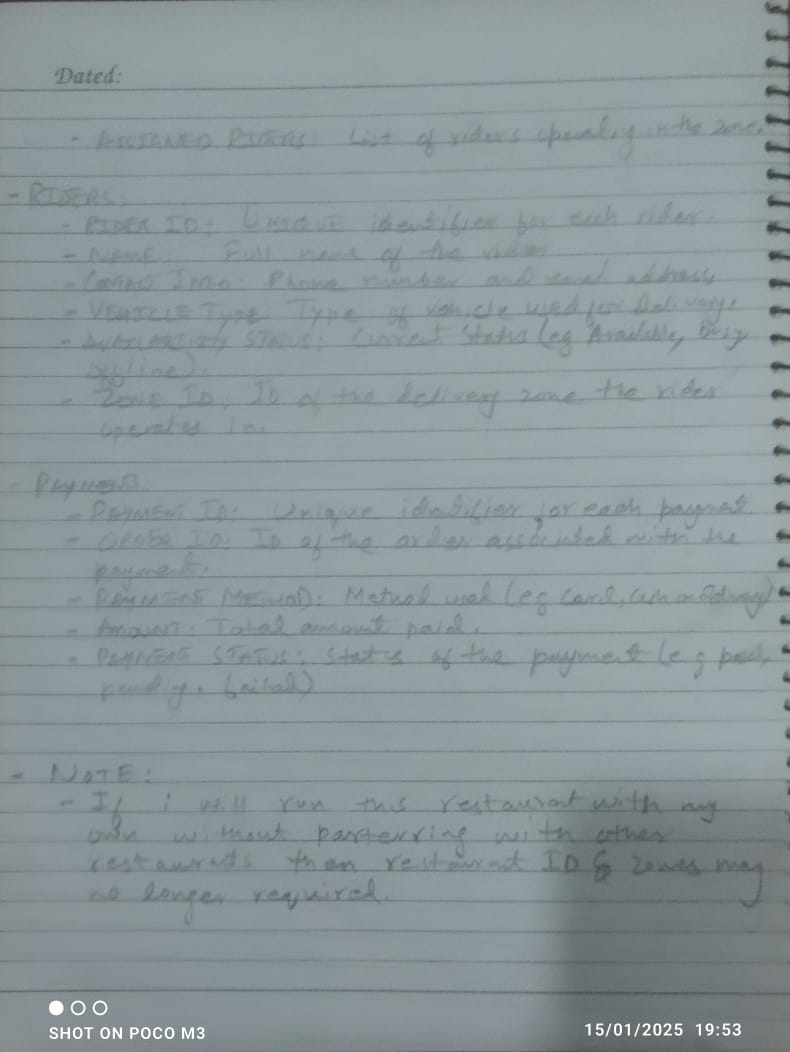 Dated:
- ASSIGNED RIDERS: List of riders in the zone.
- RIDERS:
- RIDER ID: UNIQUE identifier for each rider.
- NAME: Full name of the rider
- CONTACT INFO: Phone number and email address
- VEHICLE TYPE: Type of vehicle used for Delivery.
- AVAILABILITY STATUS: Current Status (eg Available, Busy
offline).
- ZONE ID: ID of the delivery zone the rider
operates in.
- PAYMENTS:
- PAYMENT ID: Unique identifier for each
- ORDER ID: ID of the order associated with the
payment.
- PAYMENT METHOD: Method used (eg Card, Cash on Delivery)
- AMOUNT: Total amount paid.
- PAYMENT STATUS: Status of the payment (eg paid,
- NOTE:
- If i will run this restaurant with my
own without with other
then restaurant ID & zones may
no longer required.
SHOT ON POCO M3
15/01/2025 19:53